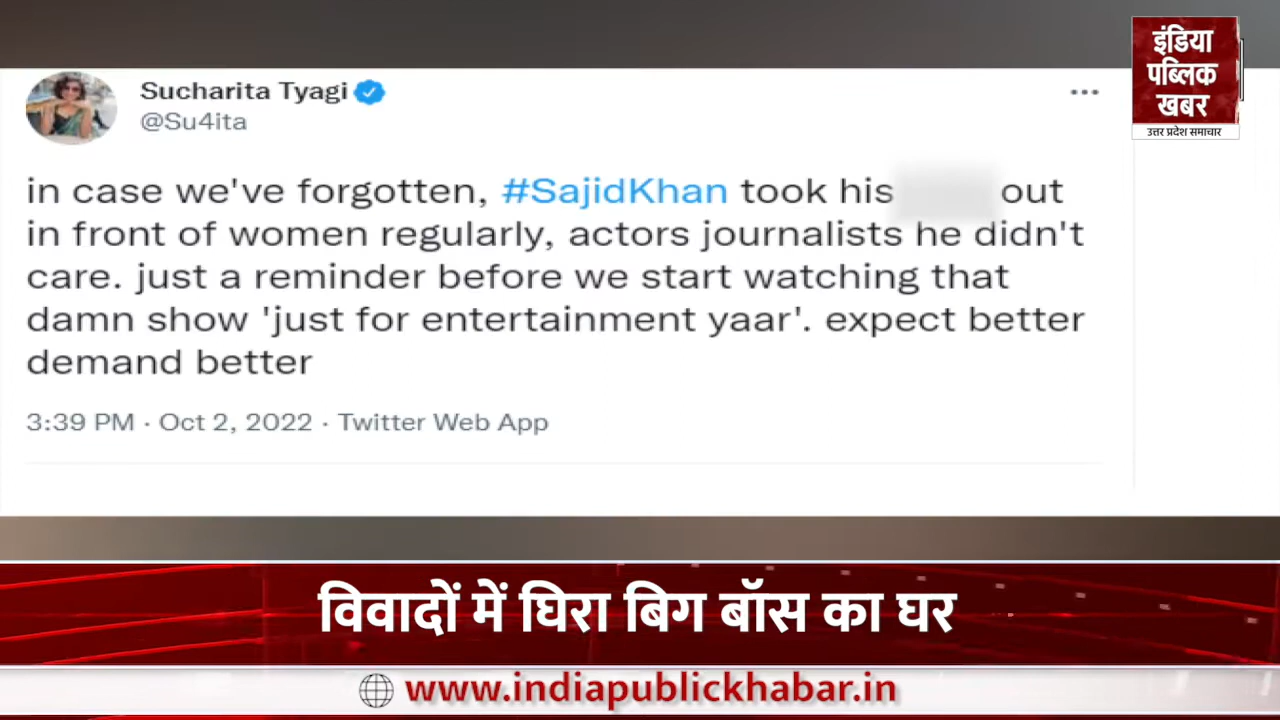 Sucharita Tyagi
@Su4ita
इंडिया
पब्लिक
खबर
उत्तर प्रदेश समाचार
in case we've forgotten, #SajidKhan took his out
in front of women regularly, actors journalists he didn't
care. just a reminder before we start watching that
damn show 'just for entertainment yaar'. expect better
demand better
3:39 PM · Oct 2, 2022 · Twitter Web App
विवादों में घिरा बिग बॉस का घर
www.indiapublickhabar.in